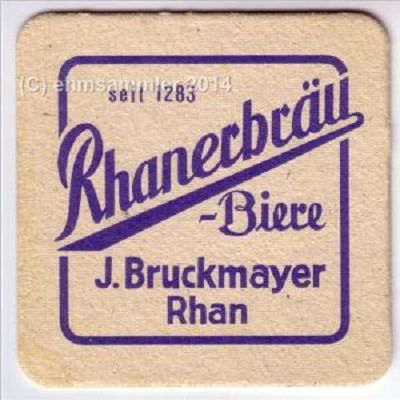 (C) ehmsammler 2014
seit 1283
Rhanerbräu
-Biere
J. Bruckmayer
Rhan